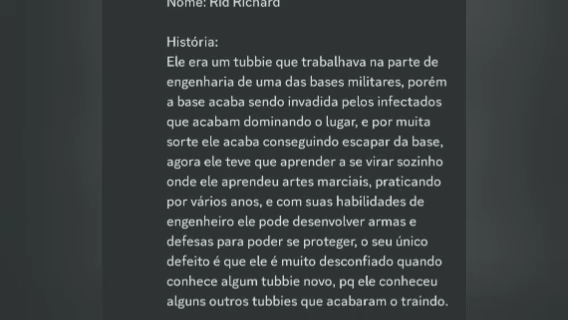 Nome: Rid Richard
História:
Ele era um tubbie que trabalhava na parte de
engenharia de uma das bases militares, porém
a base acaba sendo invadida pelos infectados
que acabam dominando o lugar, e por muita
sorte ele acaba conseguindo escapar da base,
agora ele teve que aprender a se virar sozinho
onde ele aprendeu artes marciais, praticando
por vários anos, e com suas habilidades de
engenheiro ele pode desenvolver armas e
defesas para poder se proteger, o seu único
defeito é que ele é muito desconfiado quando
conhece algum tubbie novo, pq ele conheceu
alguns outros tubbies que acabaram o traindo.